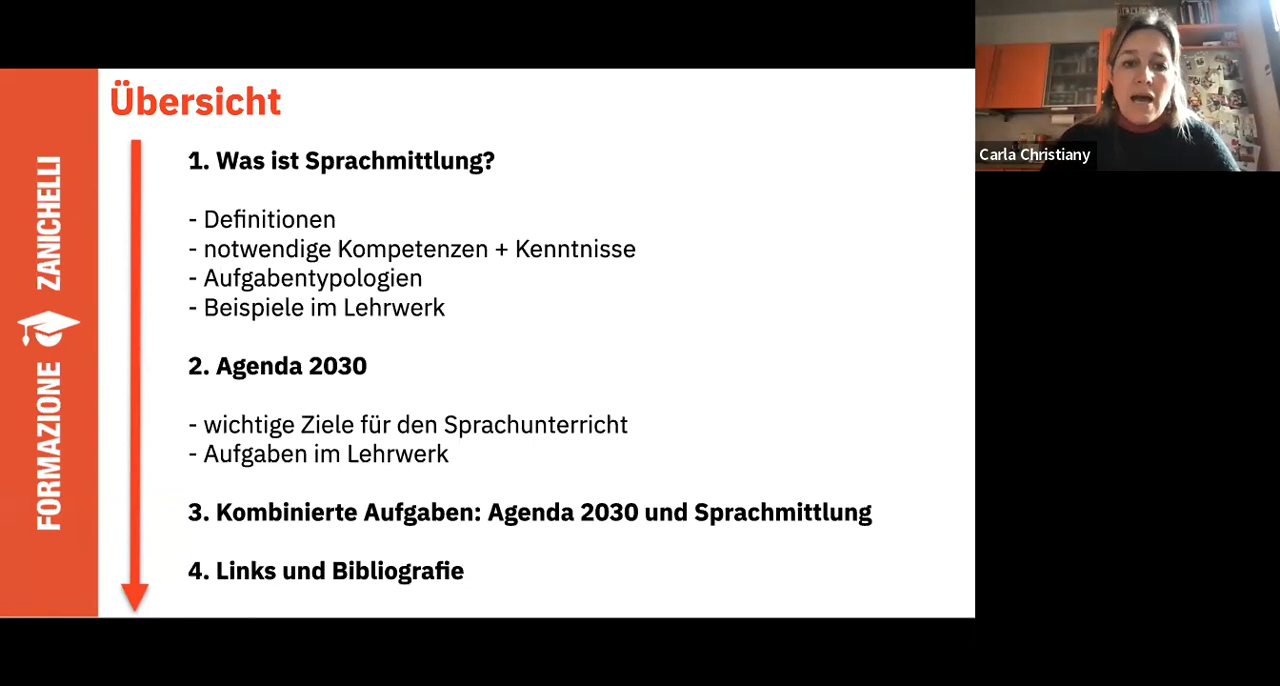 Übersicht
1. Was ist Sprachmittlung?
- Definitionen
- notwendige Kompetenzen + Kenntnisse
- Aufgabentypologien
- Beispiele im Lehrwerk
2. Agenda 2030
- wichtige Ziele für den Sprachunterricht
- Aufgaben im Lehrwerk
3. Kombinierte Aufgaben: Agenda 2030 und Sprachmittlung
4. Links und Bibliografie
FORMAZIONE ZANICHELLI
Carla Christiany